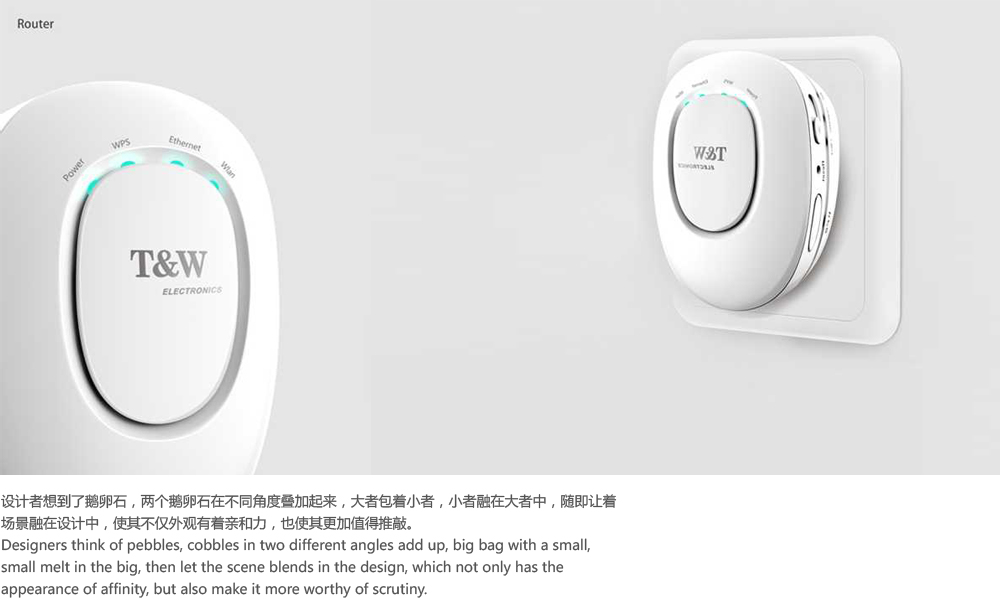 Router
Power
WPS
Ethernet
Wlan
T&W
ELECTRONICS
T&W
ELECTRONICS
设计者想到了鹅卵石，两个鹅卵石在不同角度叠加起来，大者包着小者，小者融在大者中，随即让着
场景融在设计中，使其不仅外观有着亲和力，也使其更加值得推敲。
Designers think of pebbles, cobbles in two different angles add up, big bag with a small,
small melt in the big, then let the scene blends in the design, which not only has the
appearance of affinity, but also make it more worthy of scrutiny.